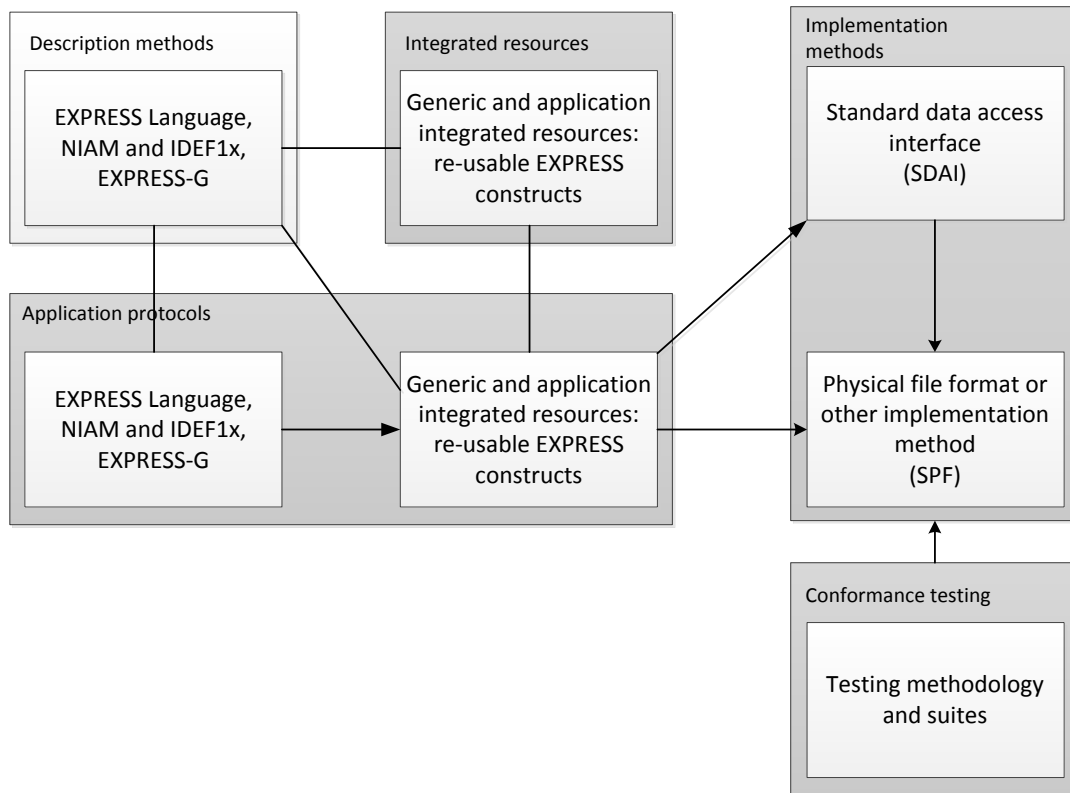 Description methods
EXPRESS Language,
NIAM and IDEF1x,
EXPRESS-G
Integrated resources
Generic and application
integrated resources:
re-usable EXPRESS
constructs
Implementation
methods
Standard data access
interface
(SDAI)
Application protocols
EXPRESS Language,
NIAM and IDEF1x,
EXPRESS-G
Generic and application
integrated resources:
re-usable EXPRESS
constructs
Physical file format or
other implementation
method
(SPF)
Conformance testing
Testing methodology
and suites